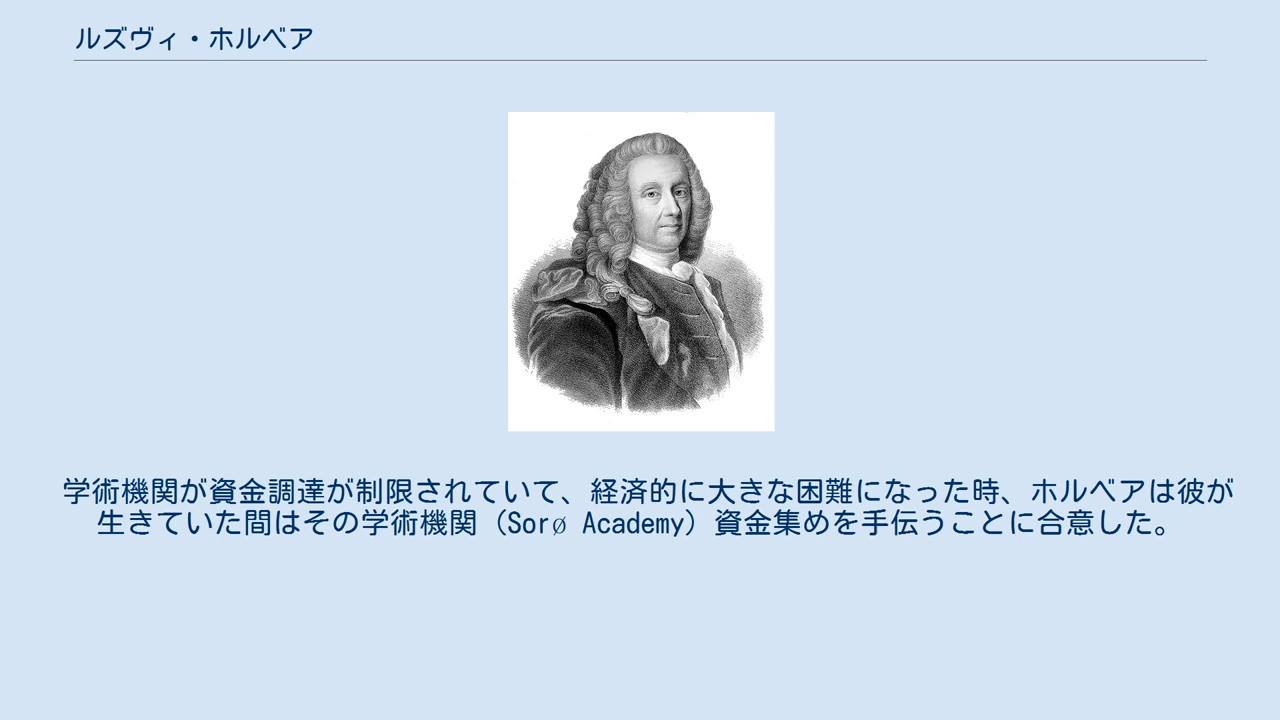 ルズヴィ・ホルベア
学術機関が資金調達が制限されていて、経済的に大きな困難になった時、ホルベアは彼が
生きていた間はその学術機関（Sorø Academy）資金集めを手伝うことに合意した。